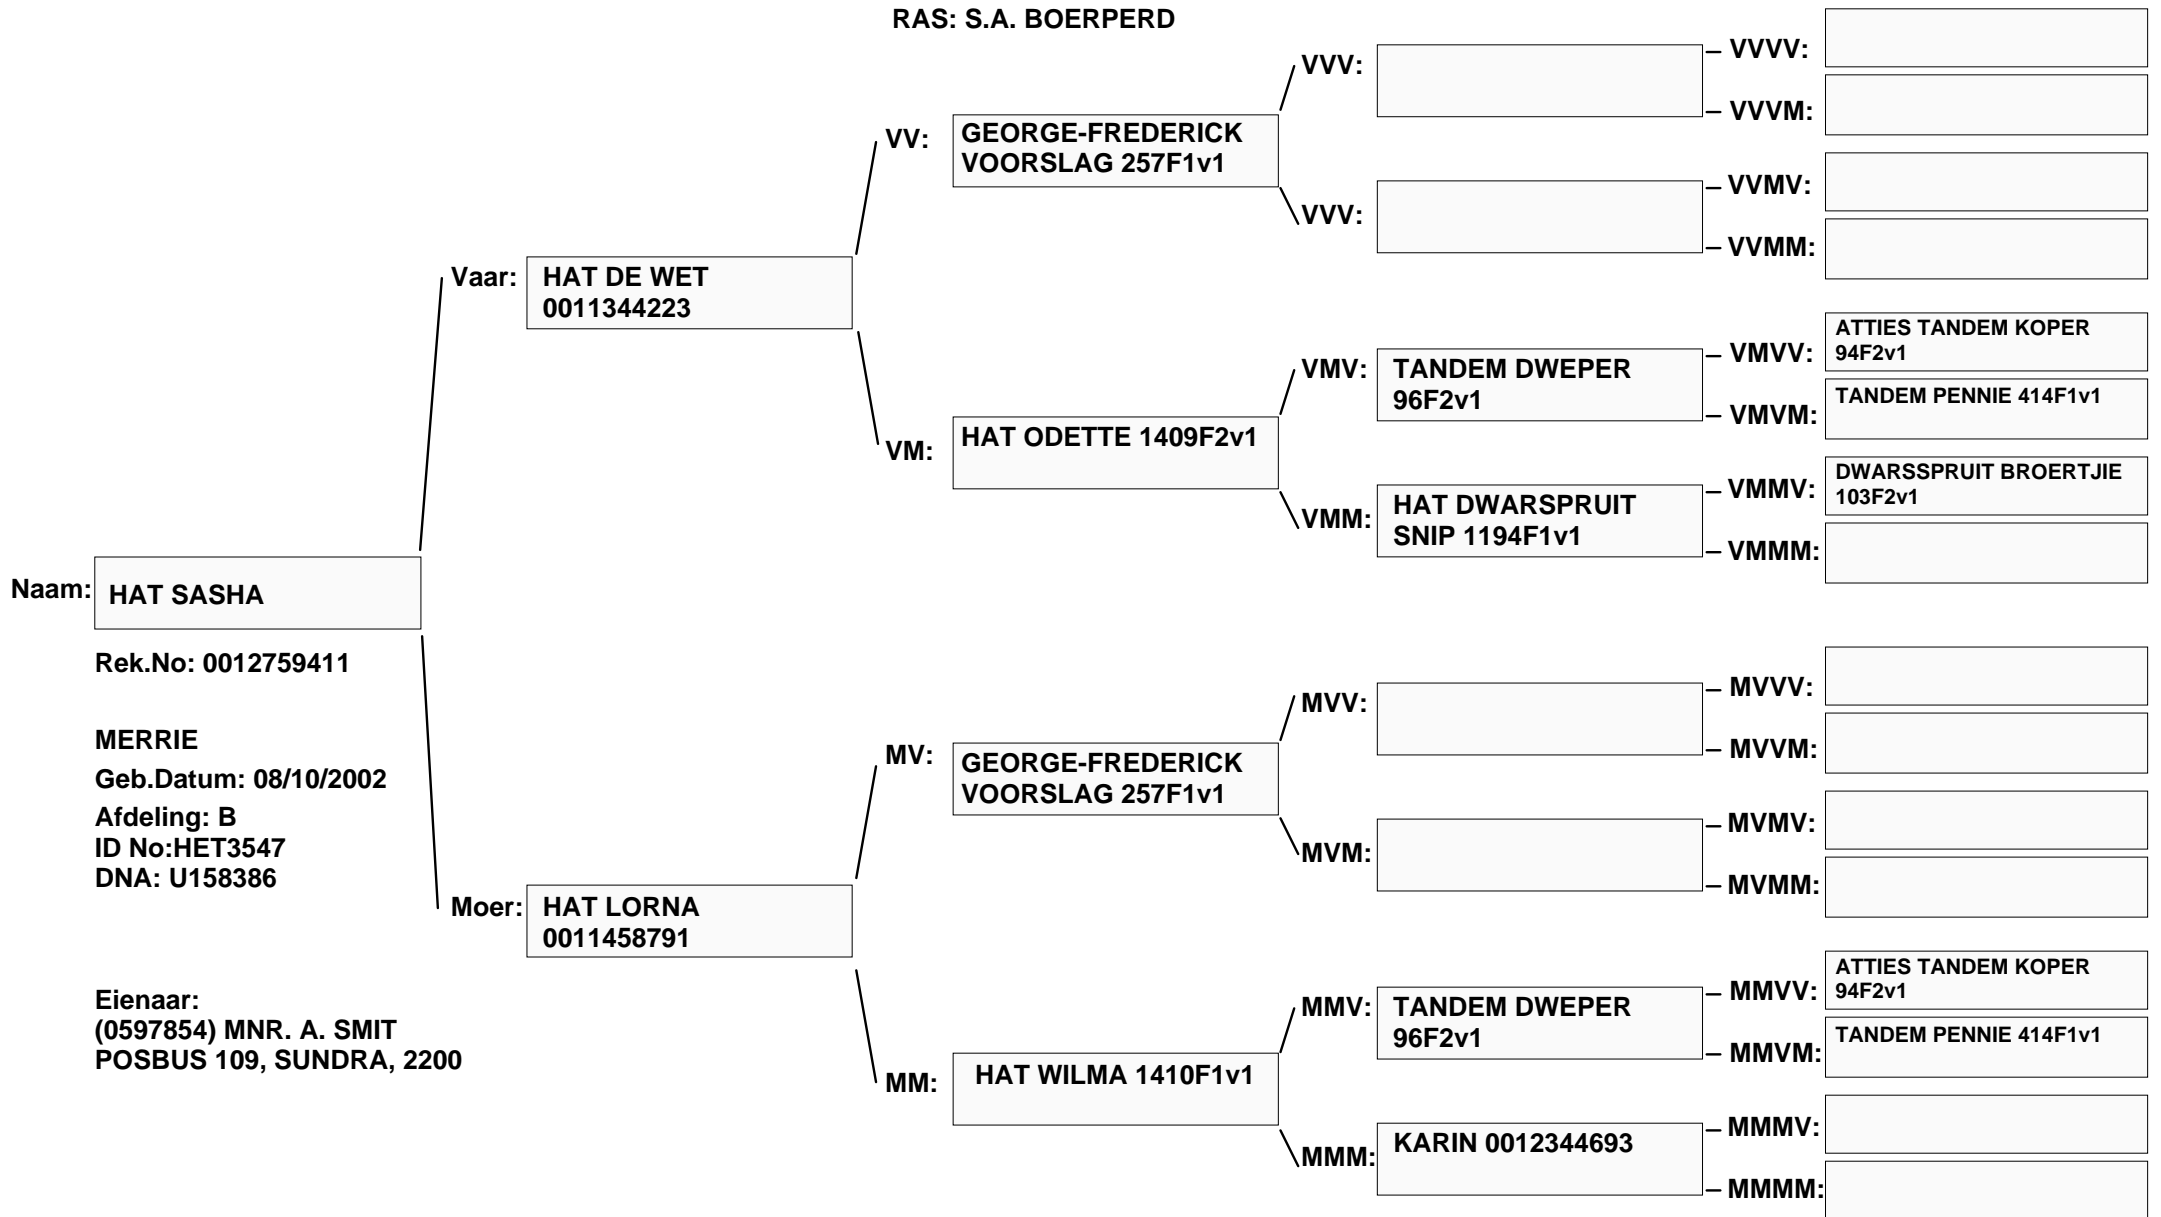 RAS: S.A. BOERPERD
Naam:
HAT SASHA
Rek.No: 0012759411
MERRIE
Geb.Datum: 08/10/2002
Afdeling: B
ID No:HET3547
DNA: U158386
Eienaar:
(0597854) MNR. A. SMIT
POSBUS 109, SUNDRA, 2200
Vaar:
HAT DE WET
0011344223
Moer:
HAT LORNA
0011458791
VV:
GEORGE-FREDERICK
VOORSLAG 257F1v1
VM:
HAT ODETTE 1409F2v1
MV:
GEORGE-FREDERICK
VOORSLAG 257F1v1
MM:
HAT WILMA 1410F1v1
VVV:
VVV:
VMV:
TANDEM DWEPER
96F2v1
VMM:
HAT DWARSPRUIT
SNIP 1194F1v1
MVV:
MVM:
MMV:
TANDEM DWEPER
96F2v1
MMM:
KARIN 0012344693
VVVV:
VVVM:
VVMV:
VVMM:
VMVV:
ATTIES TANDEM KOPER
94F2v1
VMVM:
TANDEM PENNIE 414F1v1
VMMV:
DWARSSPRUIT BROERTJIE
103F2v1
VMMM:
MVVV:
MVVM:
MVMV:
MVMM:
MMVV:
ATTIES TANDEM KOPER
94F2v1
MMVM:
TANDEM PENNIE 414F1v1
MMMV:
MMMM: